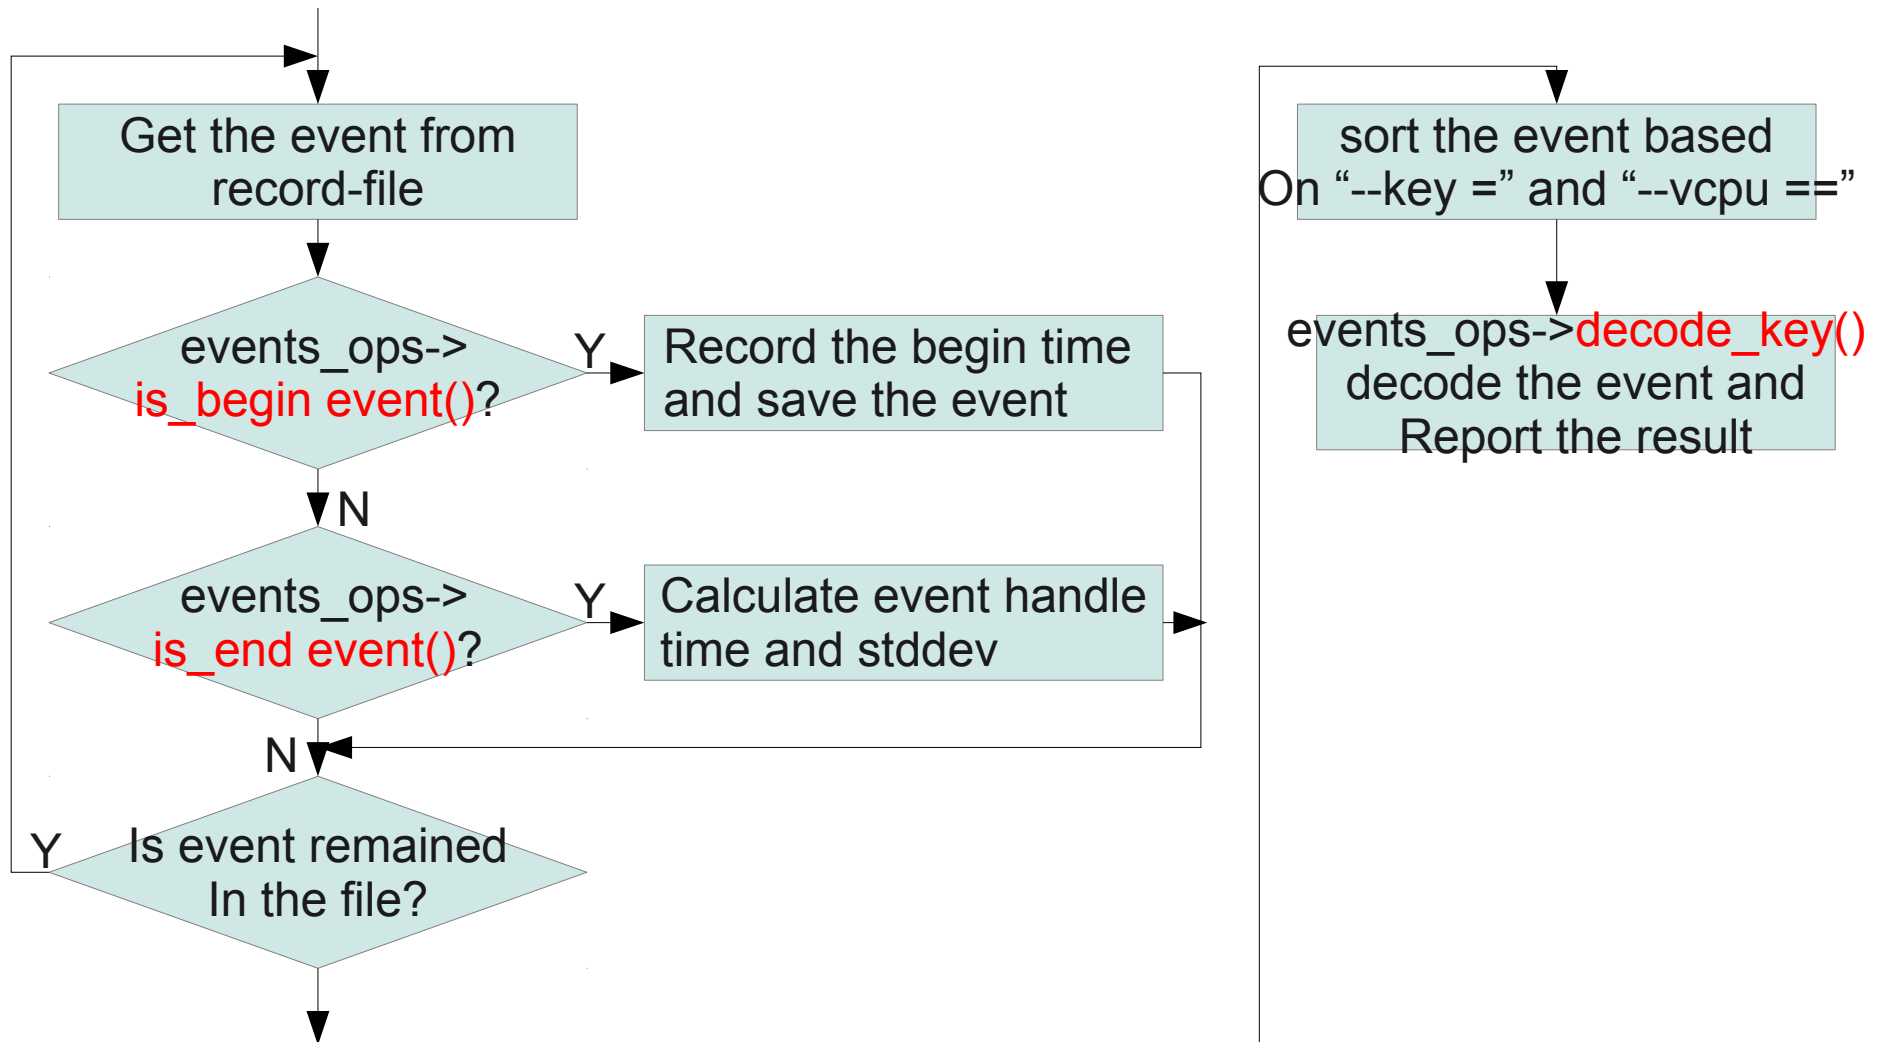 Get the event from
record-file
events_ops->
is_begin event()?
Y
Record the begin time
and save the event
N
events_ops->
is_end event()?
Y
Calculate event handle
time and stddev
N
Y
Is event remained
In the file?
sort the event based
On “--key =” and “--vcpu ==”
events_ops->decode_key()
decode the event and
Report the result